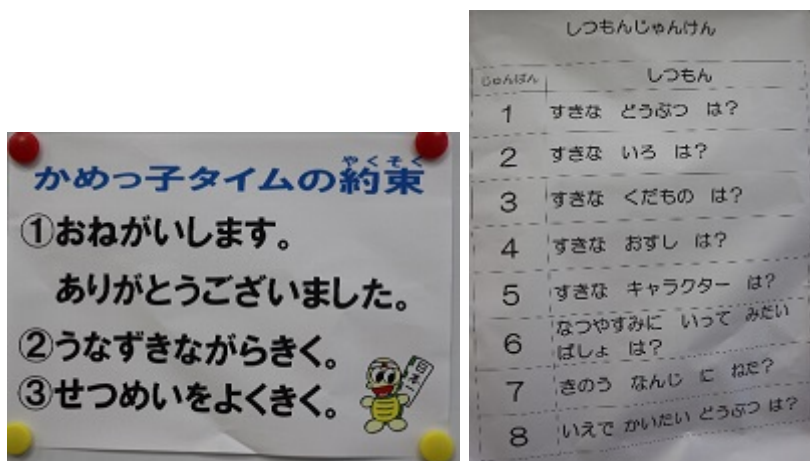 かめっ子タイムの約束
やくそく
①おねがいします。
ありがとうございました。
②うなずきながらきく。
③せつめいをよくきく。
日本一
しつもんじゃんけん
じゅんばん しつもん
1 すきな どうぶつ は?
2 すきな いろ は?
3 すきな くだもの は?
4 すきな おすし は?
5 すきな キャラクター は?
6 なつやすみに いって みたい
ばしょ は?
7 きのう なんじ に ねた?
8 いえで かいたい どうぶつ は?